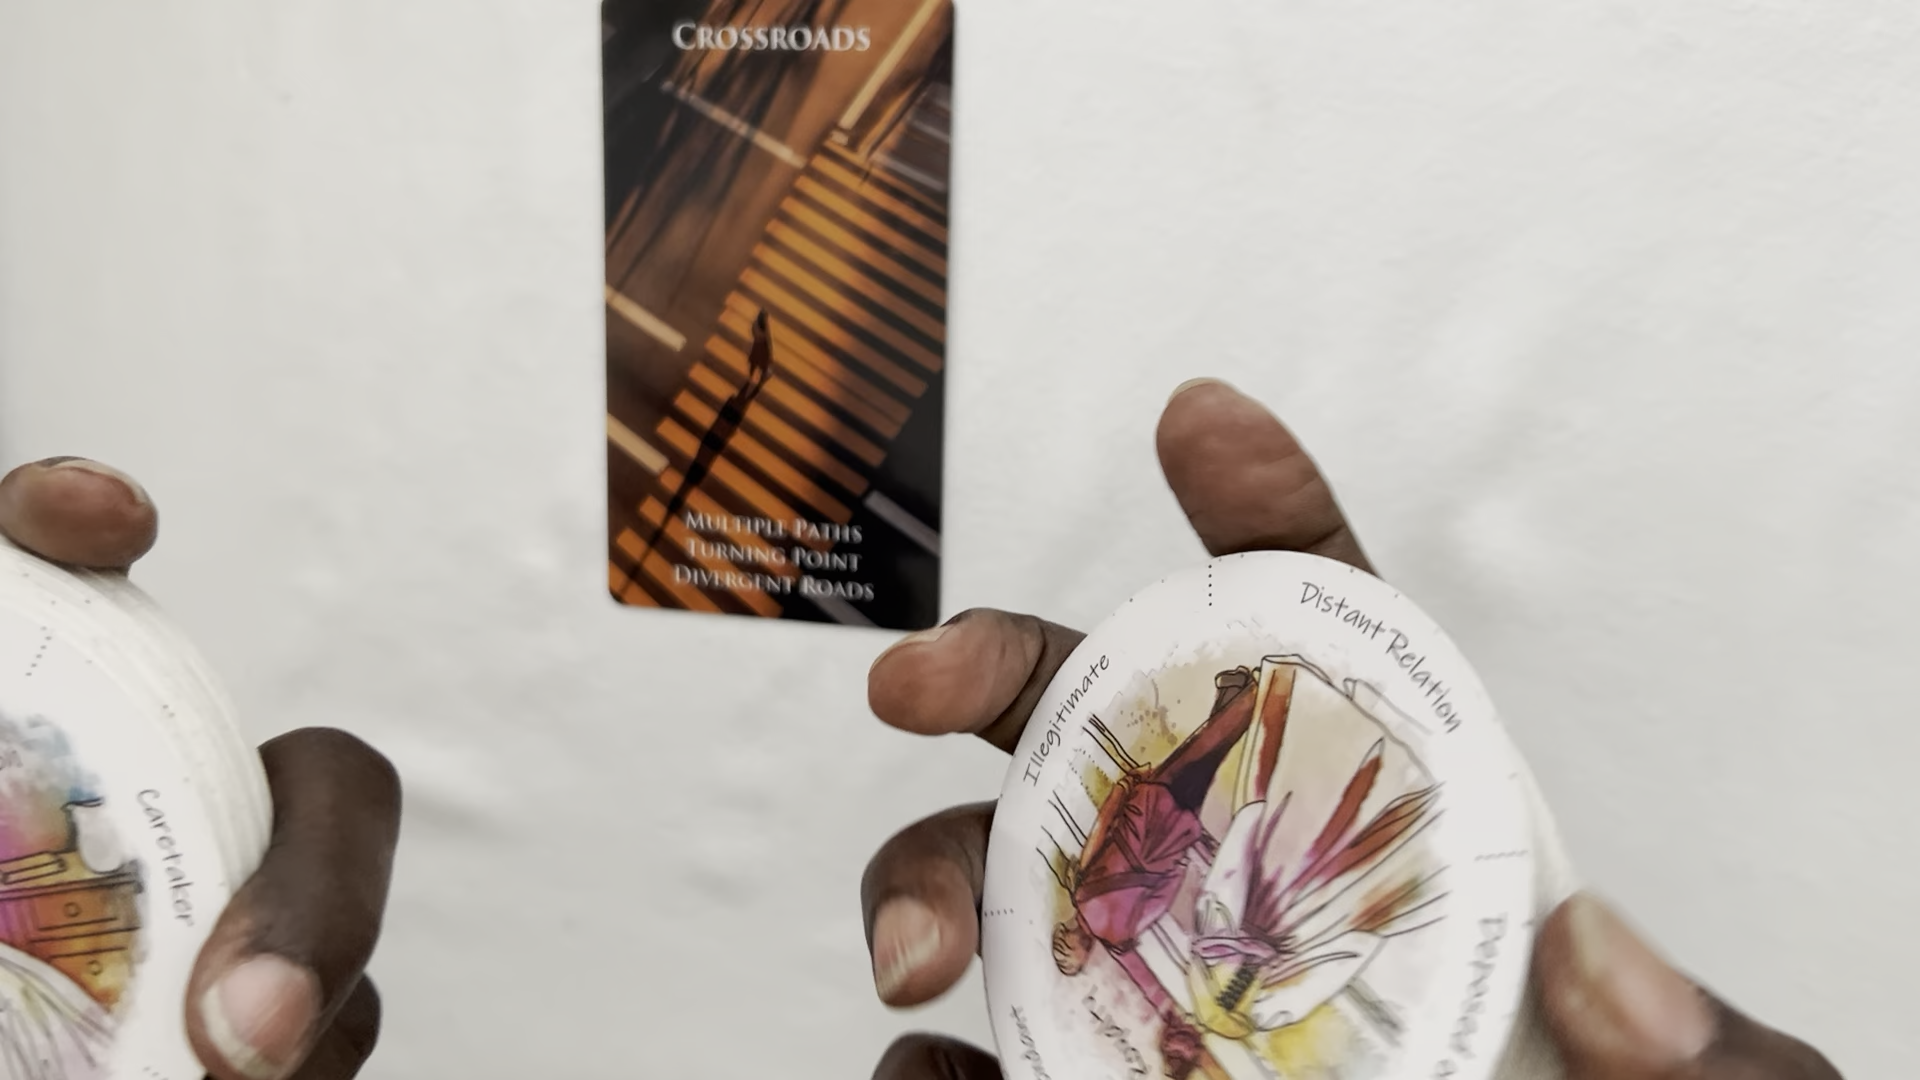 CROSSROADS
MULTIPLE PATHS
TURNING POINT
DIVERGENT ROADS
Distant Relation
Illegitimate
Caretaker